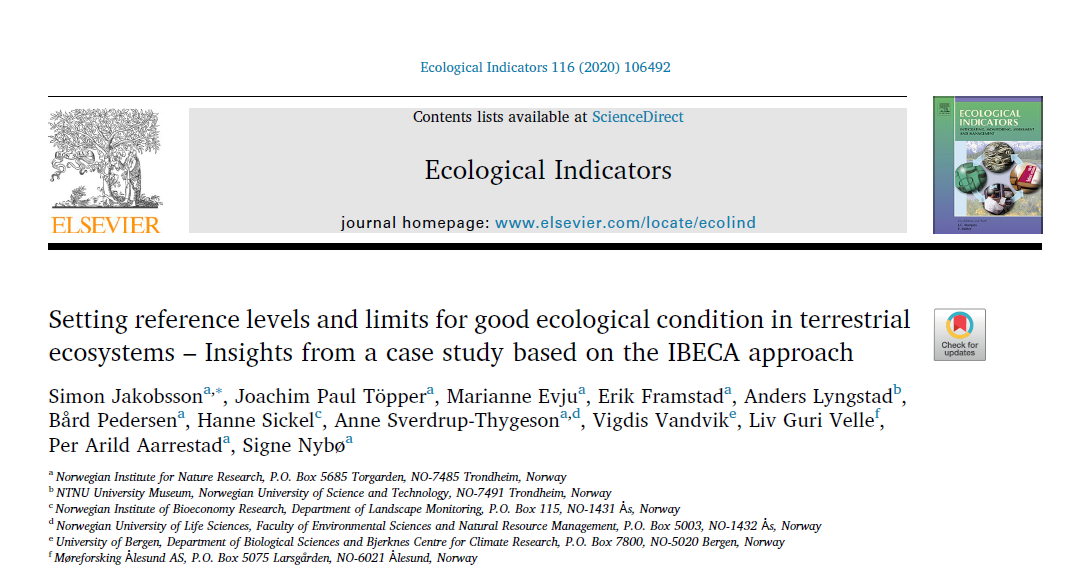 Ecological Indicators 116 (2020) 106492
Contents lists available at ScienceDirect
Ecological Indicators
journal homepage: www.elsevier.com/locate/ecolind
ELSEVIER
ECOLOGICAL
INDICATORS
Setting reference levels and limits for good ecological condition in terrestrial
ecosystems – Insights from a case study based on the IBECA approach
Check for
updates
Simon Jakobsson^a,*, Joachim Paul Töpper^a, Marianne Evju^a, Erik Framstad^a, Anders Lyngstad^b,
Bård Pedersen^a, Hanne Sickel^c, Anne Sverdrup-Thygeson^a,d, Vigdis Vandvik^e, Liv Guri Velle^f,
Per Arild Aarrestad^a, Signe Nybø^a
^a Norwegian Institute for Nature Research, P.O. Box 5685 Torgarden, NO-7485 Trondheim, Norway
^b NTNU University Museum, Norwegian University of Science and Technology, NO-7491 Trondheim, Norway
^c Norwegian Institute of Bioeconomy Research, Department of Landscape Monitoring, P.O. Box 115, NO-1431 Ås, Norway
^d Norwegian University of Life Sciences, Faculty of Environmental Sciences and Natural Resource Management, P.O. Box 5003, NO-1432 Ås, Norway
^e University of Bergen, Department of Biological Sciences and Bjerknes Centre for Climate Research, P.O. Box 7800, NO-5020 Bergen, Norway
^f Møreforsking Ålesund AS, P.O. Box 5075 Larsgården, NO-6021 Ålesund, Norway